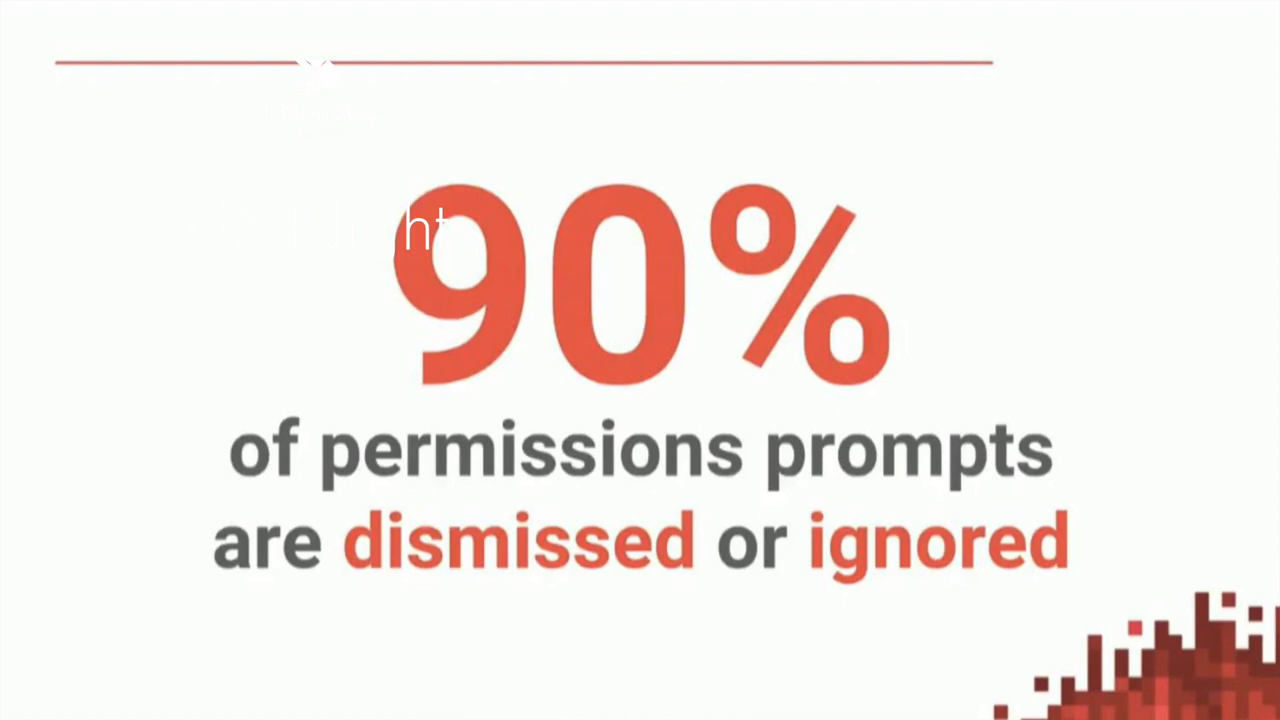 90%
of permissions prompts
are dismissed or ignored